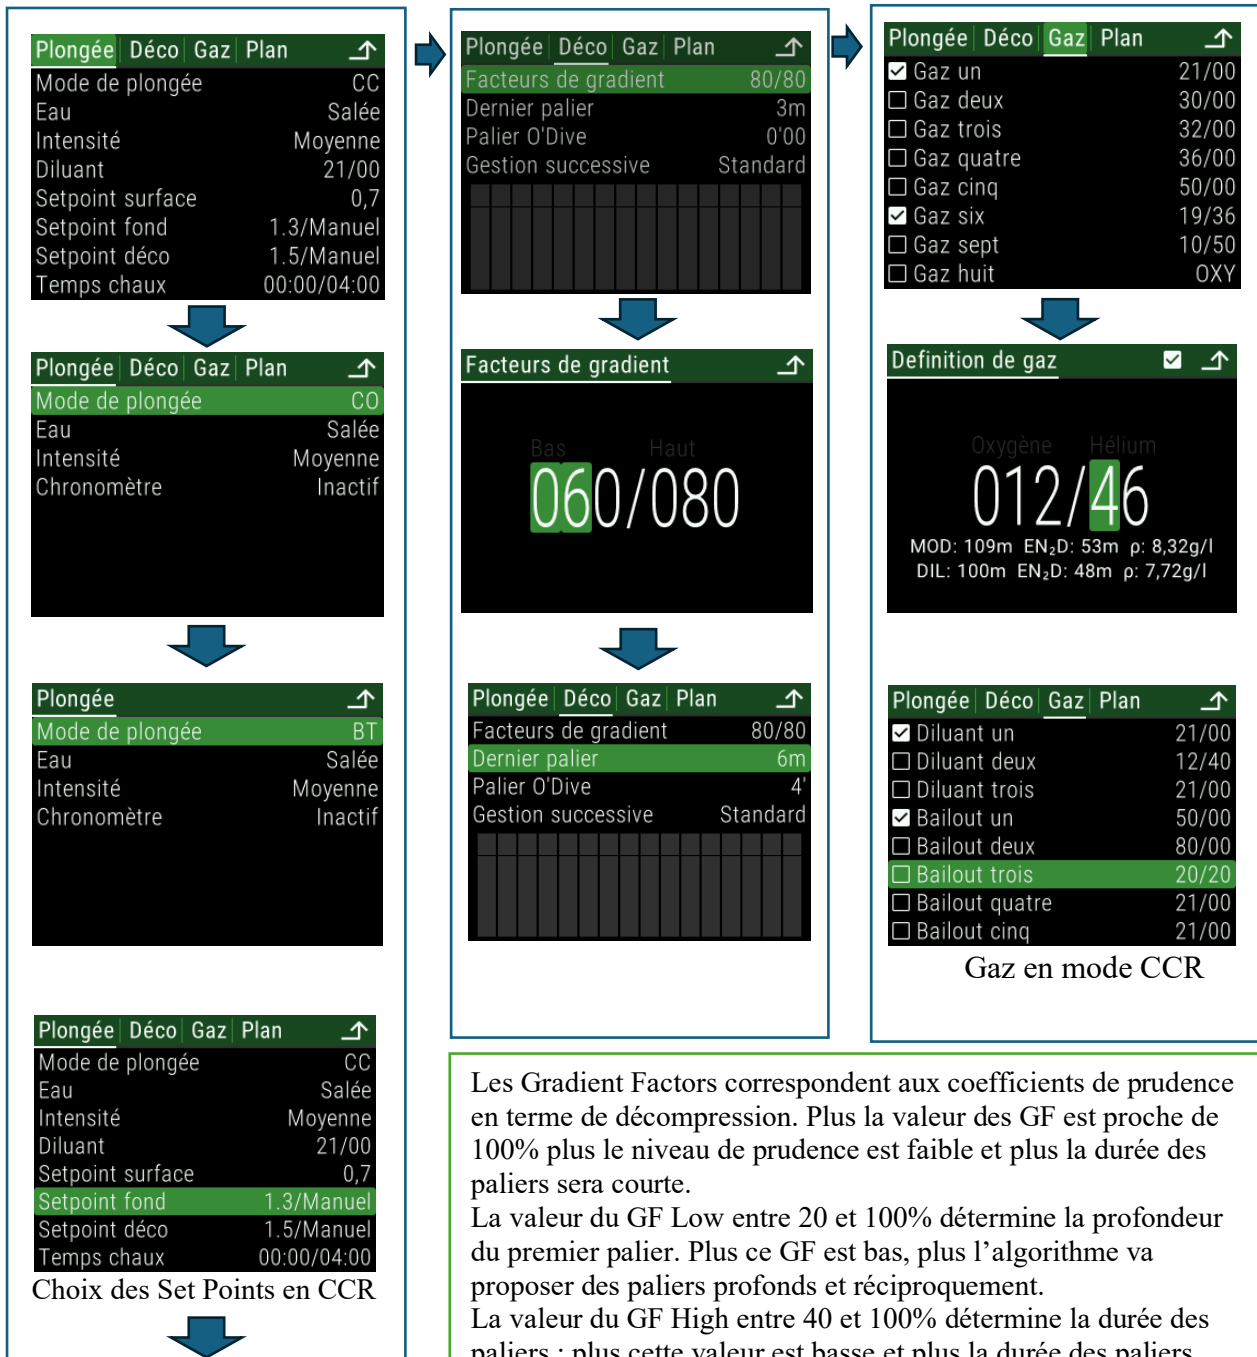 Plongée Déco Gaz Plan
Mode de plongée CC
Eau Salée
Intensité Moyenne
Diluant 21/00
Setpoint surface 0,7
Setpoint fond 1.3/Manuel
Setpoint déco 1.5/Manuel
Temps chaux 00:00/04:00
Plongée Déco Gaz Plan
Mode de plongée CO
Eau Salée
Intensité Moyenne
Chronomètre Inactif
Plongée
Mode de plongée BT
Eau Salée
Intensité Moyenne
Chronomètre Inactif
Plongée Déco Gaz Plan
Mode de plongée CC
Eau Salée
Intensité Moyenne
Diluant 21/00
Setpoint surface 0,7
Setpoint fond 1.3/Manuel
Setpoint déco 1.5/Manuel
Temps chaux 00:00/04:00
Choix des Set Points en CCR
Plongée Déco Gaz Plan
Facteurs de gradient 80/80
Dernier palier 3m
Palier O'Dive 0'00
Gestion successive Standard
Facteurs de gradient
Bas Haut
060/080
Plongée Déco Gaz Plan
Facteurs de gradient 80/80
Dernier palier 6m
Palier O'Dive 4'
Gestion successive Standard
Plongée Déco Gaz Plan
Gaz un 21/00
Gaz deux 30/00
Gaz trois 32/00
Gaz quatre 36/00
Gaz cinq 50/00
Gaz six 19/36
Gaz sept 10/50
Gaz huit OXY
Definition de gaz
Oxygène Hélium
012/46
MOD: 109m EN₂D: 53m ρ: 8,32g/l
DIL: 100m EN₂D: 48m ρ: 7,72g/l
Plongée Déco Gaz Plan
Diluant un 21/00
Diluant deux 12/40
Diluant trois 21/00
Bailout un 50/00
Bailout deux 80/00
Bailout trois 20/20
Bailout quatre 21/00
Bailout cinq 21/00
Gaz en mode CCR
Les Gradient Factors correspondent aux coefficients de prudence
en terme de décompression. Plus la valeur des GF est proche de
100% plus le niveau de prudence est faible et plus la durée des
paliers sera courte.
La valeur du GF Low entre 20 et 100% détermine la profondeur
du premier palier. Plus ce GF est bas, plus l’algorithme va
proposer des paliers profonds et réciproquement.
La valeur du GF High entre 40 et 100% détermine la durée des
paliers : plus cette valeur est basse et plus la durée des paliers